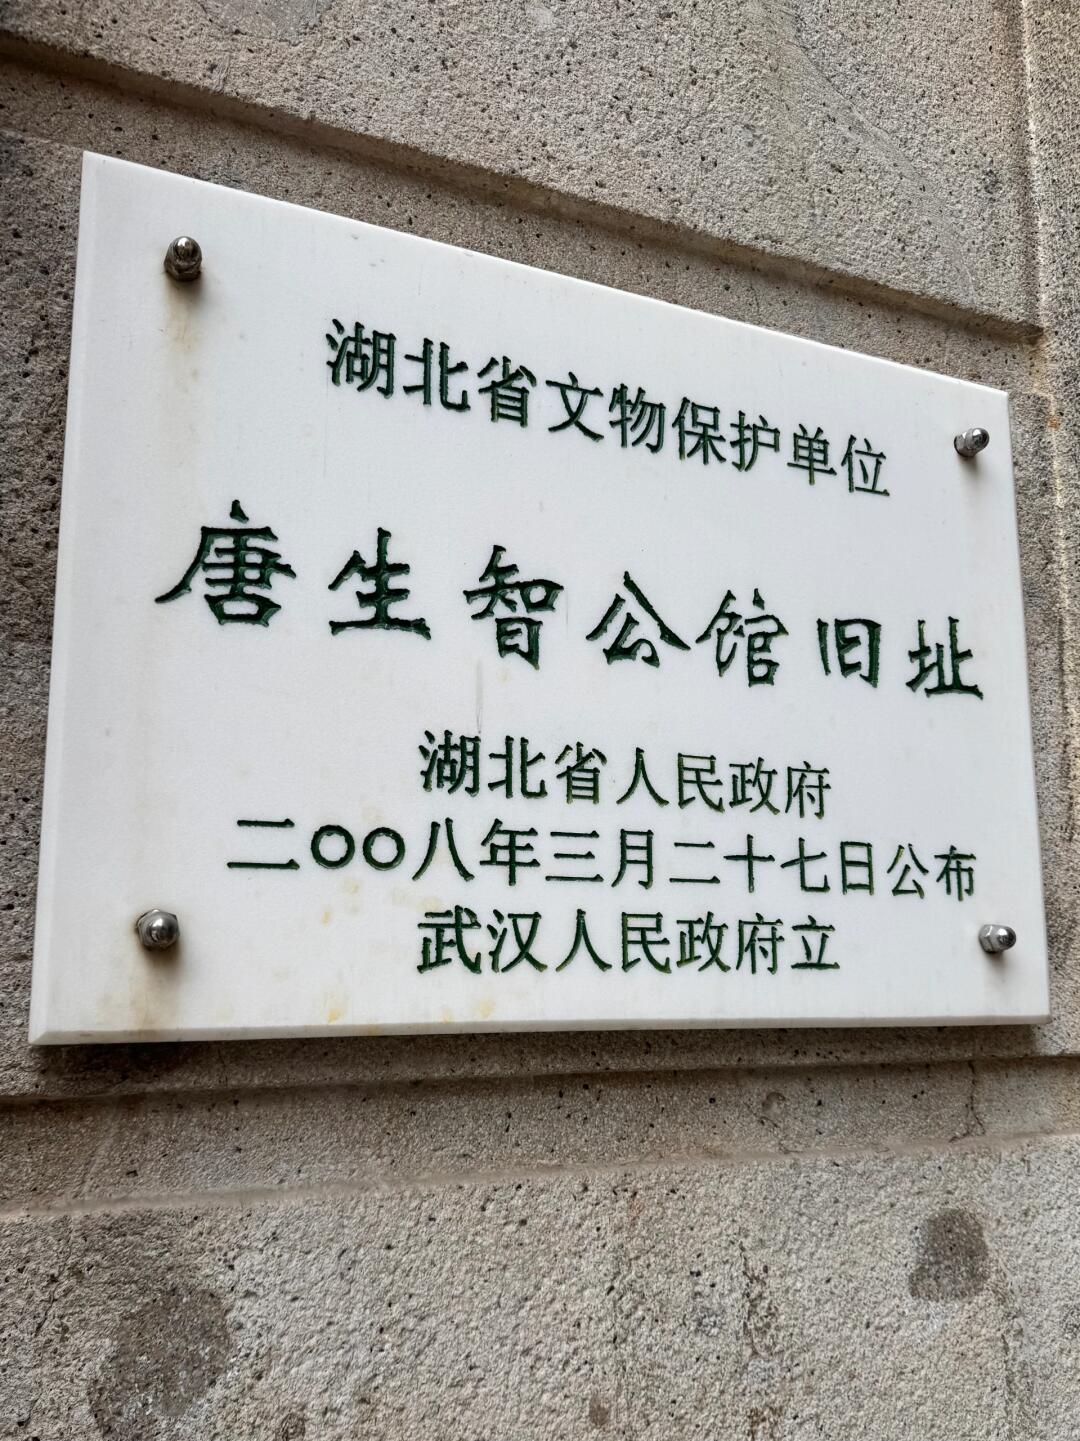 湖北省文物保护单位
唐生智公馆旧址
湖北省人民政府
二〇〇八年三月二十七日公布
武汉人民政府立